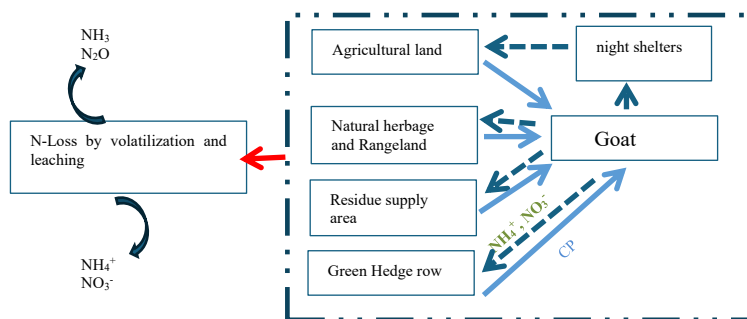 NH₃
N₂O
N-Loss by volatilization and
leaching
NH₄⁺
NO₃⁻
Agricultural land
night shelters
Natural herbage
and Rangeland
Goat
Residue supply
area
Green Hedge row
NH₄⁺ , NO₃⁻
CP